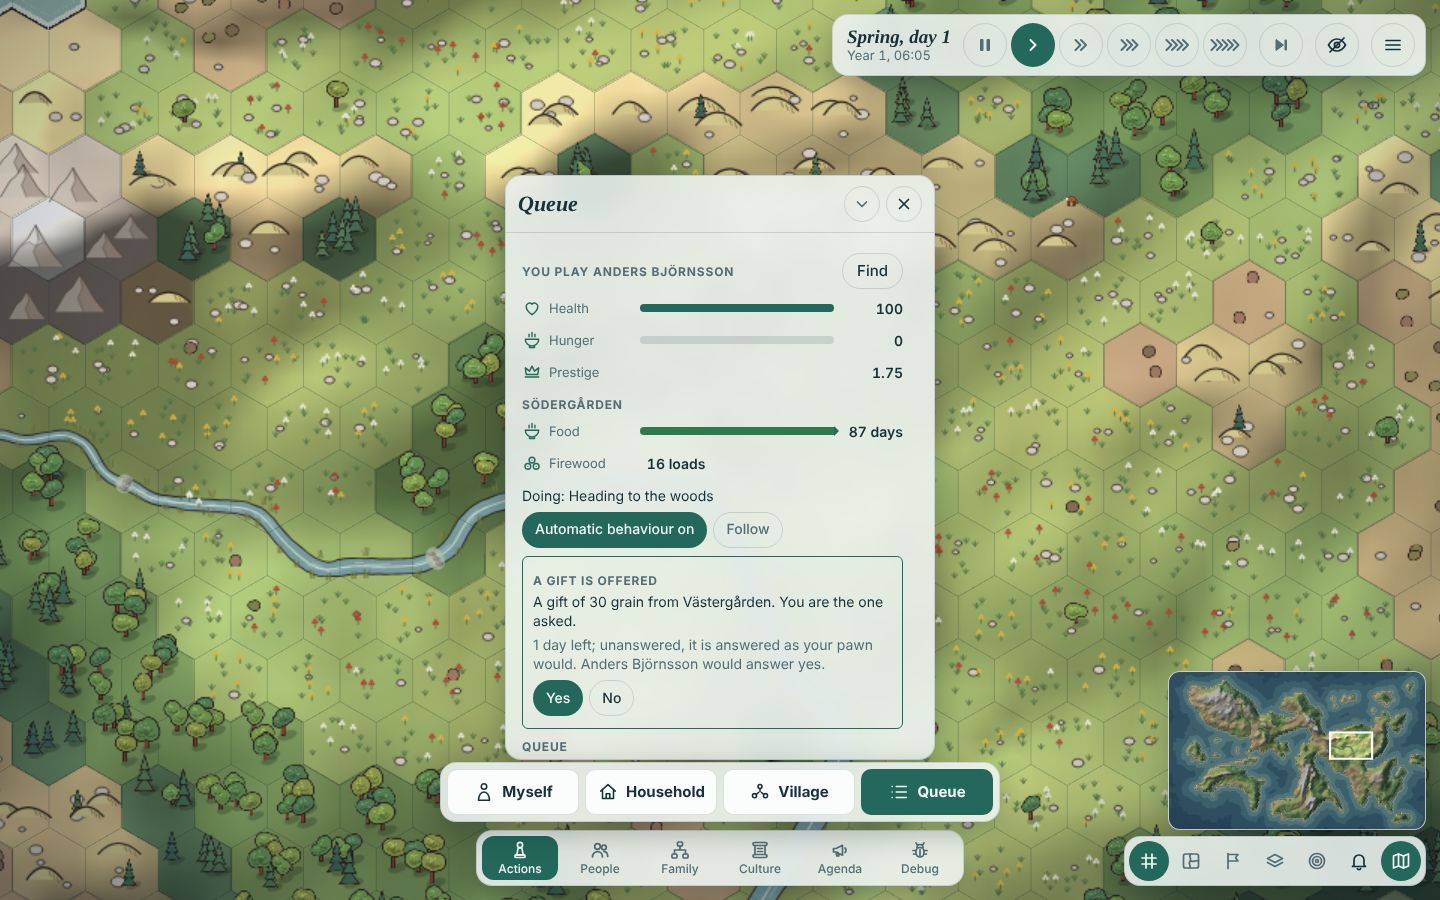 Spring, day 1
Year 1, 06:05
Queue
YOU PLAY ANDERS BJÖRNSSON
Find
Health 100
Hunger 0
Prestige 1.75
SÖDERGÅRDEN
Food 87 days
Firewood 16 loads
Doing: Heading to the woods
Automatic behaviour on Follow
A GIFT IS OFFERED
A gift of 30 grain from Västergården. You are the one
asked.
1 day left; unanswered, it is answered as your pawn
would. Anders Björnsson would answer yes.
Yes No
QUEUE
Myself Household Village Queue
Actions People Family Culture Agenda Debug